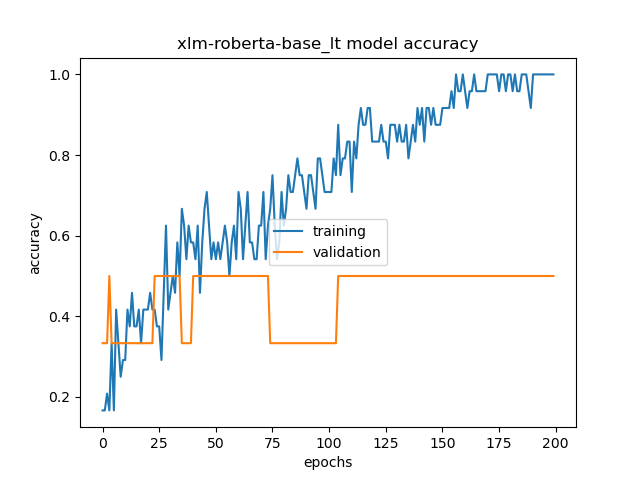 xlm-roberta-base_lt model accuracy
1.0
0.8
0.6
0.4
0.2
accuracy
training
validation
0 25 50 75 100 125 150 175 200
epochs